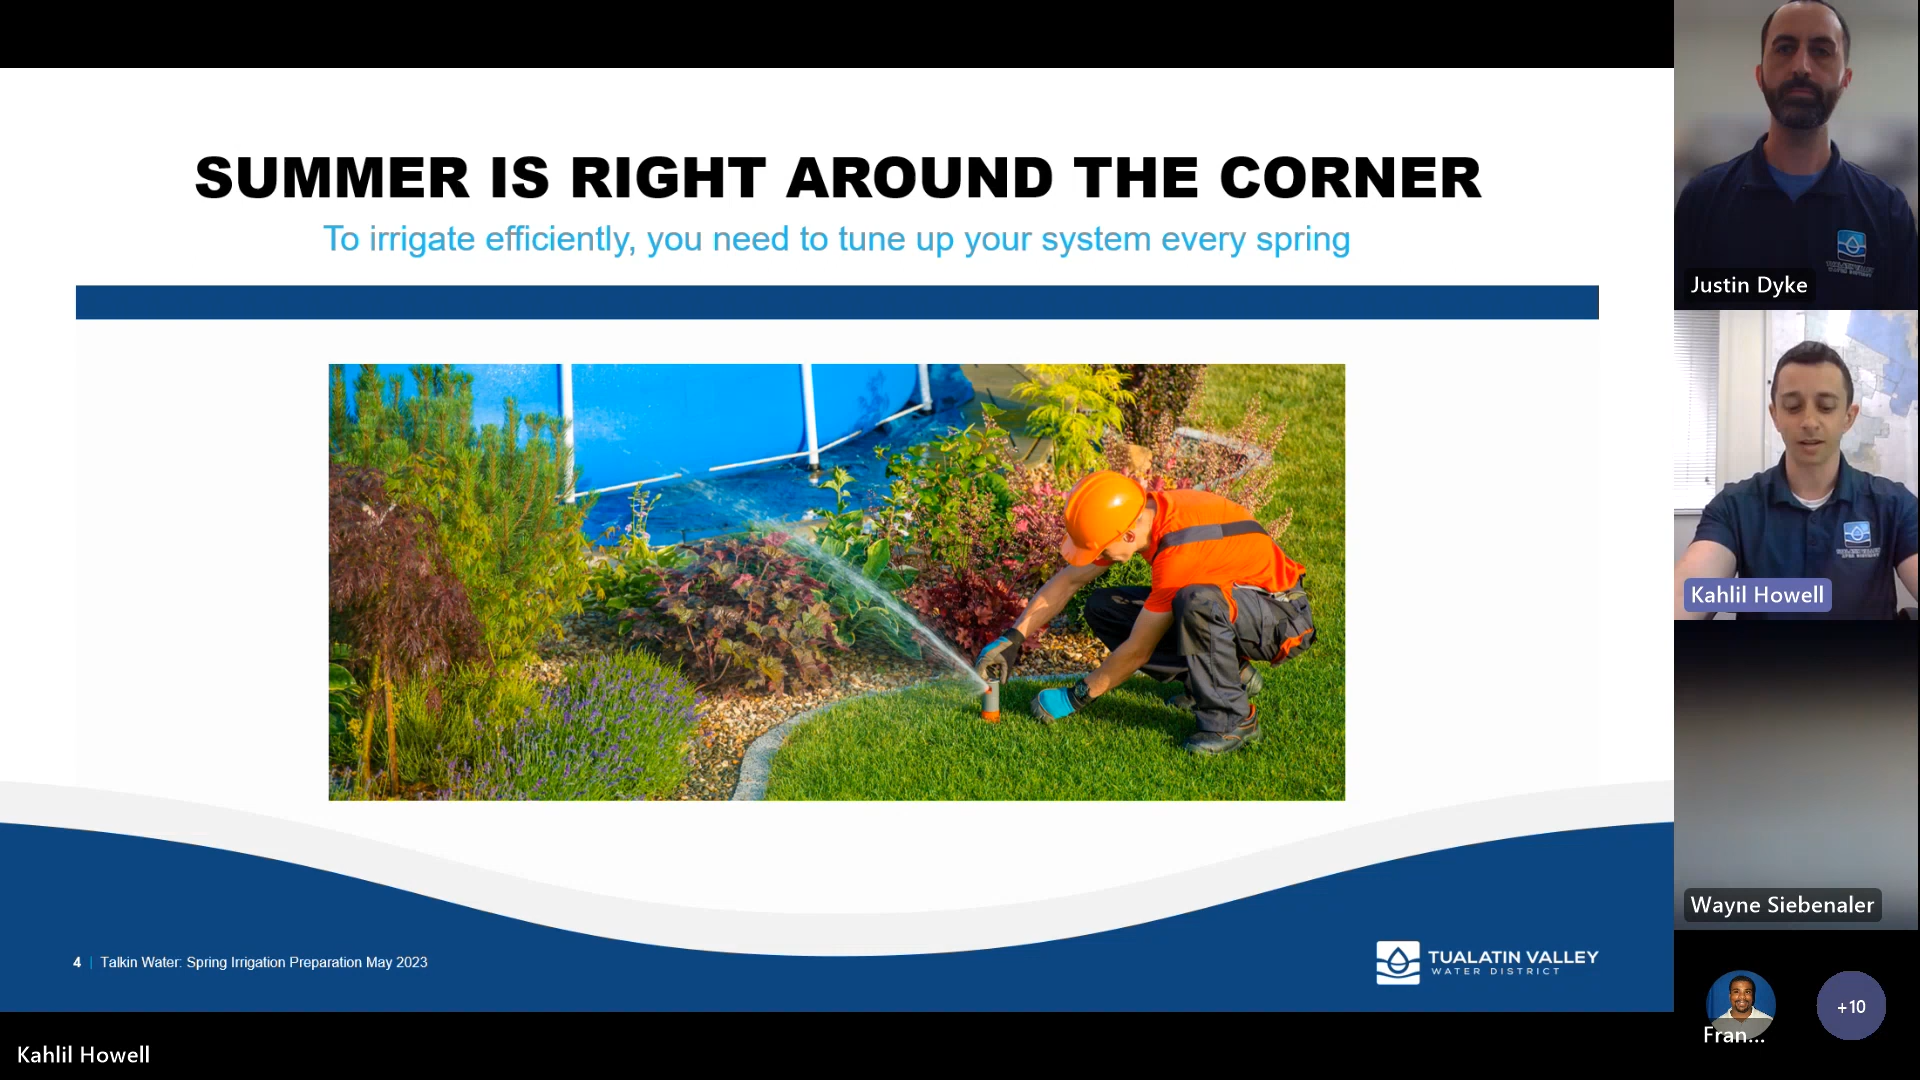 SUMMER IS RIGHT AROUND THE CORNER
To irrigate efficiently, you need to tune up your system every spring
4 | Talkin Water: Spring Irrigation Preparation May 2023
TUALATIN VALLEY
WATER DISTRICT
Kahlil Howell
Justin Dyke
Kahlil Howell
Wayne Siebenaler
Fran...
+10